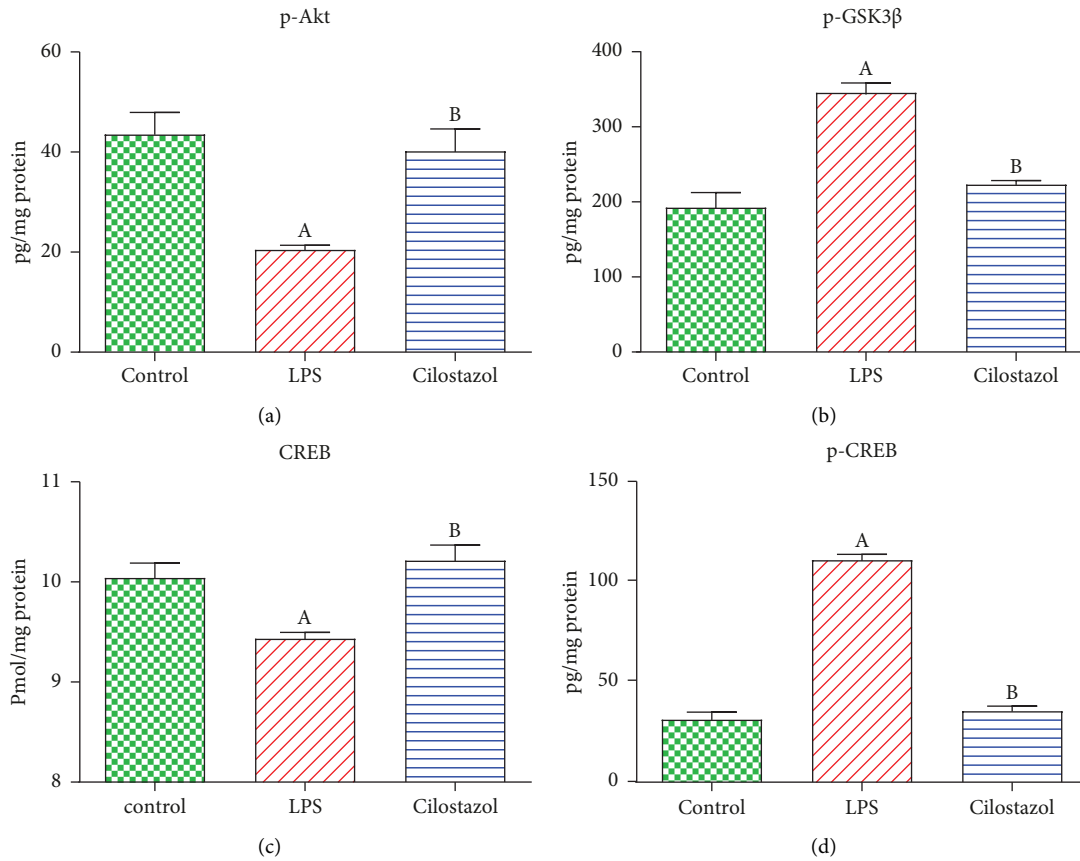 p-Akt
60
40
20
0
pg/mg protein
A
B
Control LPS Cilostazol
(a)
p-GSK3β
400
300
200
100
0
pg/mg protein
A
B
Control LPS Cilostazol
(b)
CREB
11
10
9
8
Pmol/mg protein
A
B
control LPS Cilostazol
(c)
p-CREB
150
100
50
0
pg/mg protein
A
B
Control LPS Cilostazol
(d)